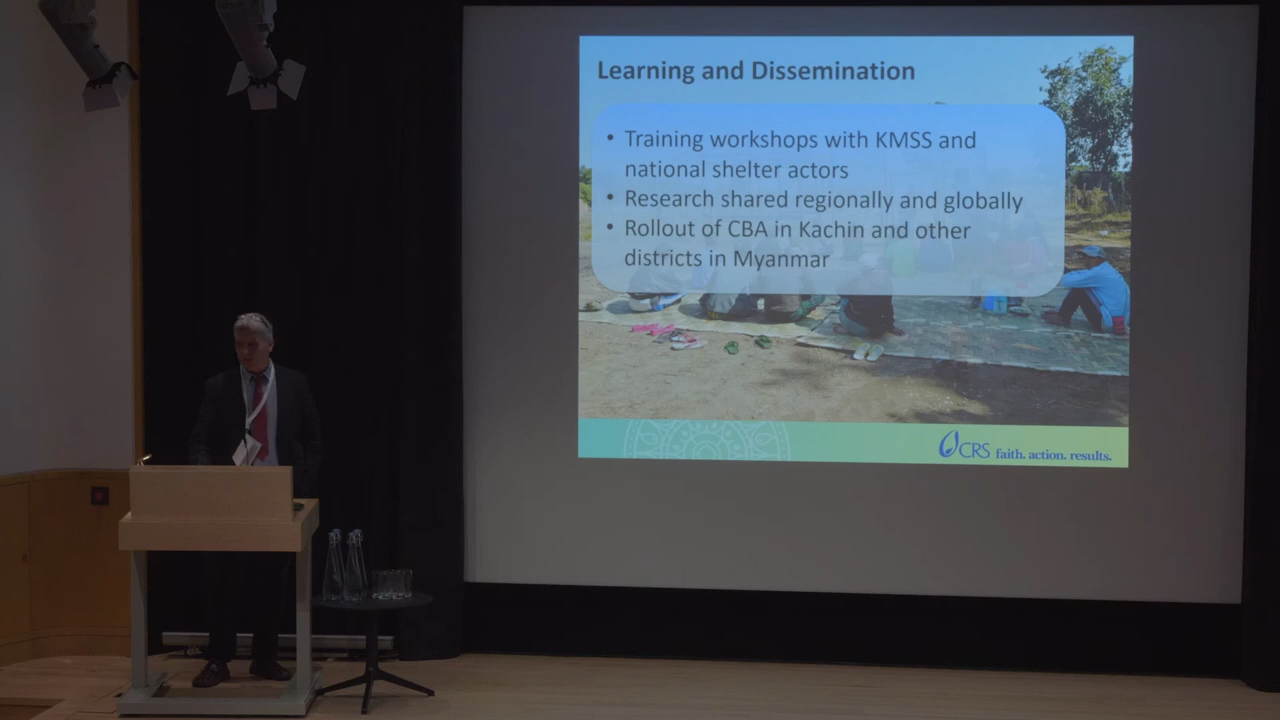 Learning and Dissemination
• Training workshops with KMSS and
national shelter actors
• Research shared regionally and globally
• Rollout of CBA in Kachin and other
districts in Myanmar
CRS faith. action. results.